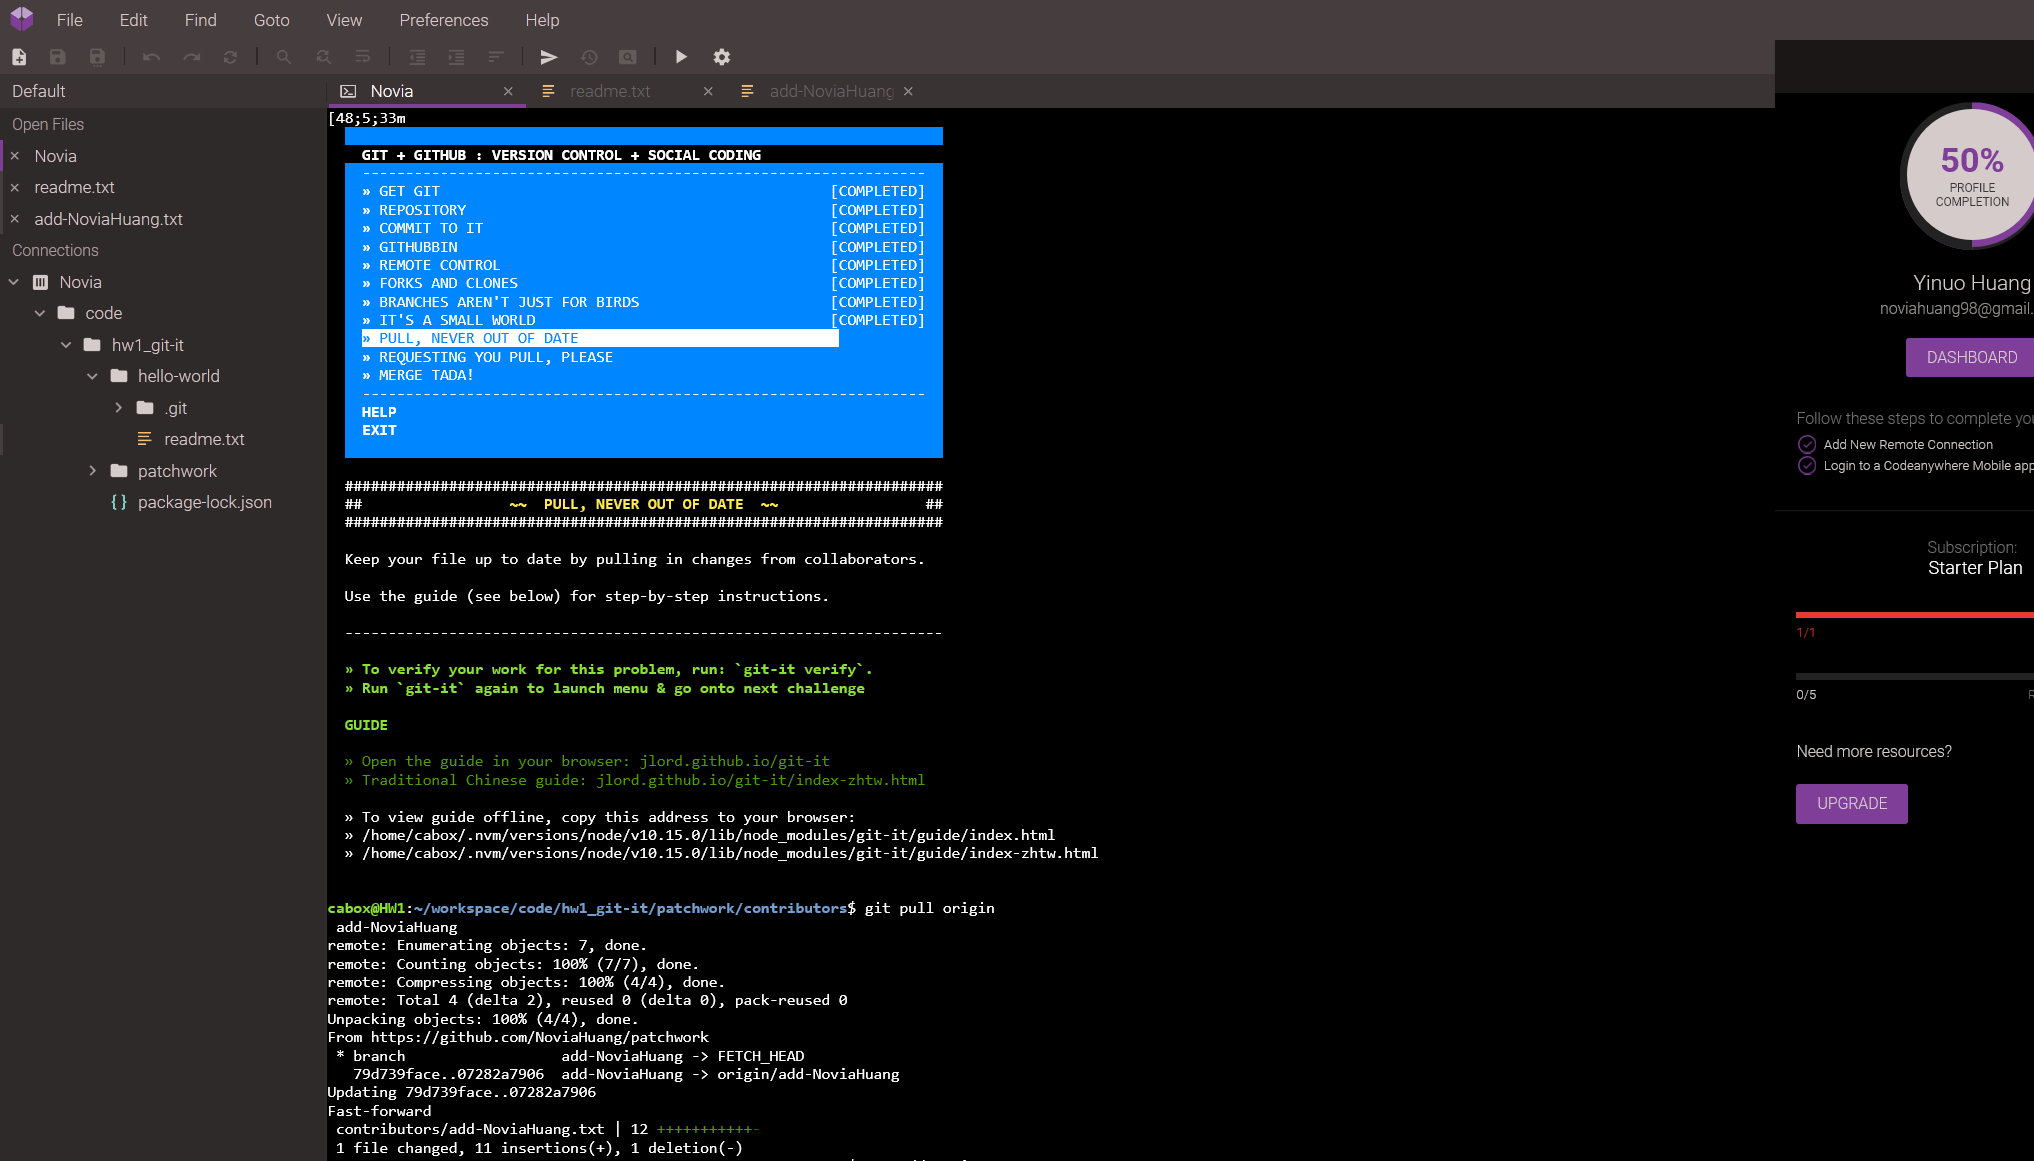 File Edit Find Goto View Preferences Help
Default
Novia
readme.txt
add-NoviaHuang
Open Files
Novia
readme.txt
add-NoviaHuang.txt
Connections
Novia
code
hw1_git-it
hello-world
.git
readme.txt
patchwork
{} package-lock.json
[48;5;33m
GIT + GITHUB : VERSION CONTROL + SOCIAL CODING
-----------------------------------------------------------------
» GET GIT [COMPLETED]
» REPOSITORY [COMPLETED]
» COMMIT TO IT [COMPLETED]
» GITHUBBIN [COMPLETED]
» REMOTE CONTROL [COMPLETED]
» FORKS AND CLONES [COMPLETED]
» BRANCHES AREN'T JUST FOR BIRDS [COMPLETED]
» IT'S A SMALL WORLD [COMPLETED]
» PULL, NEVER OUT OF DATE
» REQUESTING YOU PULL, PLEASE
» MERGE TADA!
-----------------------------------------------------------------
HELP
EXIT
#####################################################################
## ~~ PULL, NEVER OUT OF DATE ~~ ##
#####################################################################
Keep your file up to date by pulling in changes from collaborators.
Use the guide (see below) for step-by-step instructions.
---------------------------------------------------------------------
» To verify your work for this problem, run: `git-it verify`.
» Run `git-it` again to launch menu & go onto next challenge
GUIDE
» Open the guide in your browser: jlord.github.io/git-it
» Traditional Chinese guide: jlord.github.io/git-it/index-zhtw.html
» To view guide offline, copy this address to your browser:
» /home/cabox/.nvm/versions/node/v10.15.0/lib/node_modules/git-it/guide/index.html
» /home/cabox/.nvm/versions/node/v10.15.0/lib/node_modules/git-it/guide/index-zhtw.html
cabox@HW1:~/workspace/code/hw1_git-it/patchwork/contributors$ git pull origin
add-NoviaHuang
remote: Enumerating objects: 7, done.
remote: Counting objects: 100% (7/7), done.
remote: Compressing objects: 100% (4/4), done.
remote: Total 4 (delta 2), reused 0 (delta 0), pack-reused 0
Unpacking objects: 100% (4/4), done.
From https://github.com/NoviaHuang/patchwork
* branch add-NoviaHuang -> FETCH_HEAD
79d739face..07282a7906 add-NoviaHuang -> origin/add-NoviaHuang
Updating 79d739face..07282a7906
Fast-forward
contributors/add-NoviaHuang.txt | 12 +++++++++++-
1 file changed, 11 insertions(+), 1 deletion(-)
50%
PROFILE
COMPLETION
Yinuo Huang
noviahuang98@gmail.
DASHBOARD
Follow these steps to complete you
Add New Remote Connection
Login to a Codeanywhere Mobile app
Subscription:
Starter Plan
1/1
0/5
Need more resources?
UPGRADE